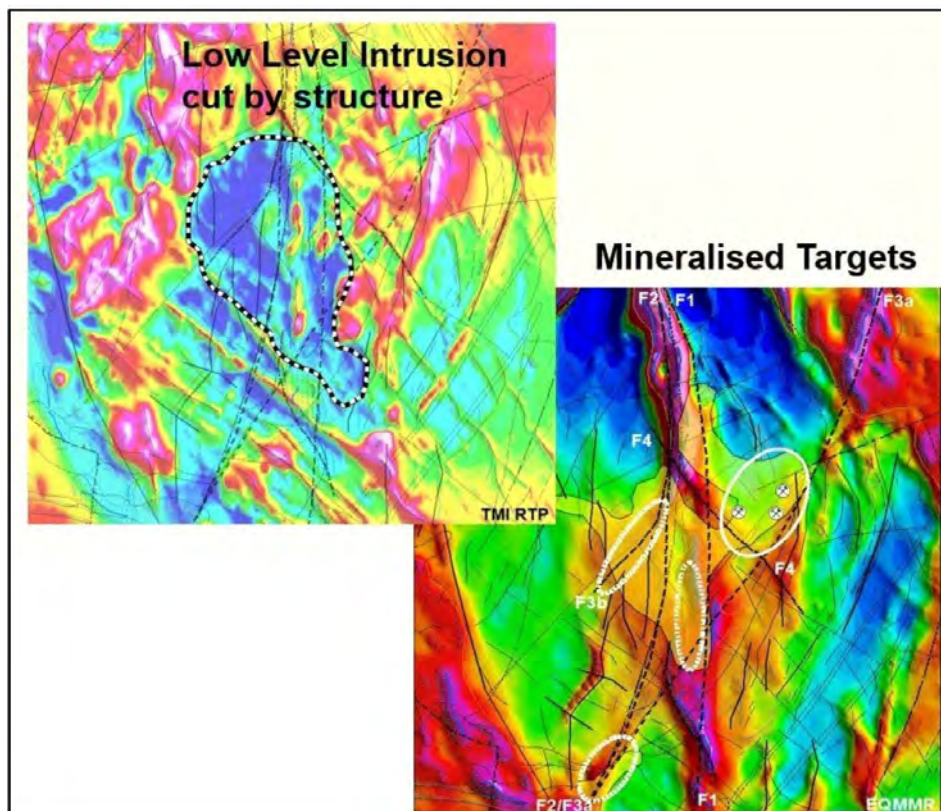 Low Level Intrusion
cut by structure
TMI RTP
Mineralised Targets
F2
F1
F3a
F4
F4
F3b
F2/F3a
F1
EQMMR